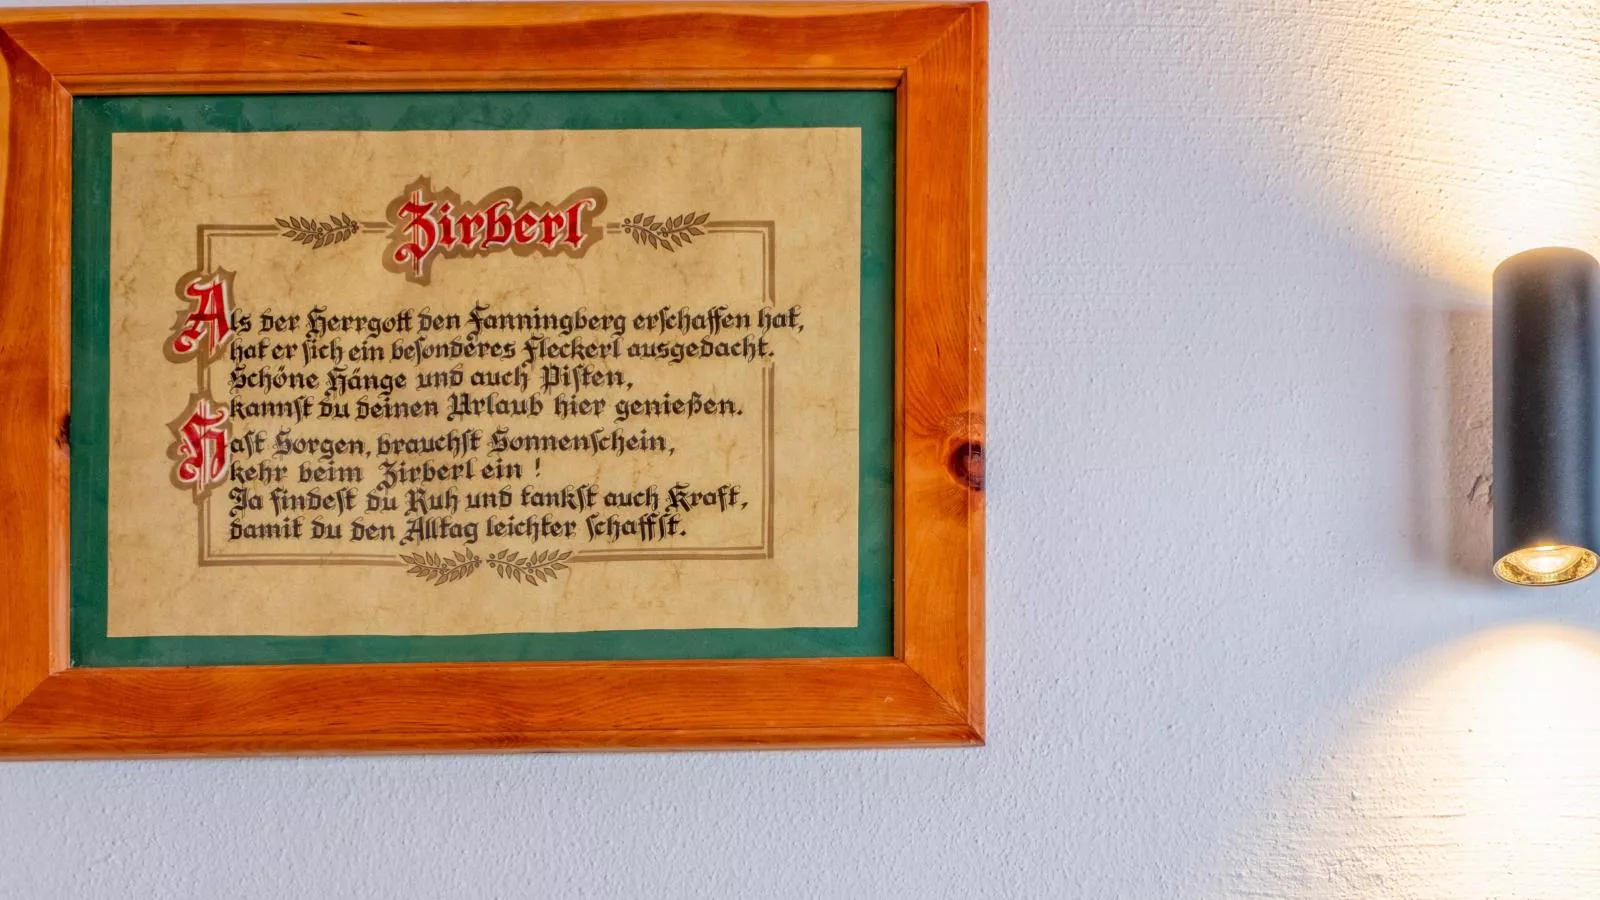 Zirberl
Als der Herrgott den Fanningberg erschaffen hat,
hat er sich ein besonderes Fleckerl ausgedacht.
Schöne Hänge und auch Pisten,
kannst du deinen Urlaub hier genießen.
Hast Sorgen, brauchst Sonnenschein,
kehr beim Zirberl ein !
Da findest du Ruh und tankst auch Kraft,
damit du den Alltag leichter schaffst.